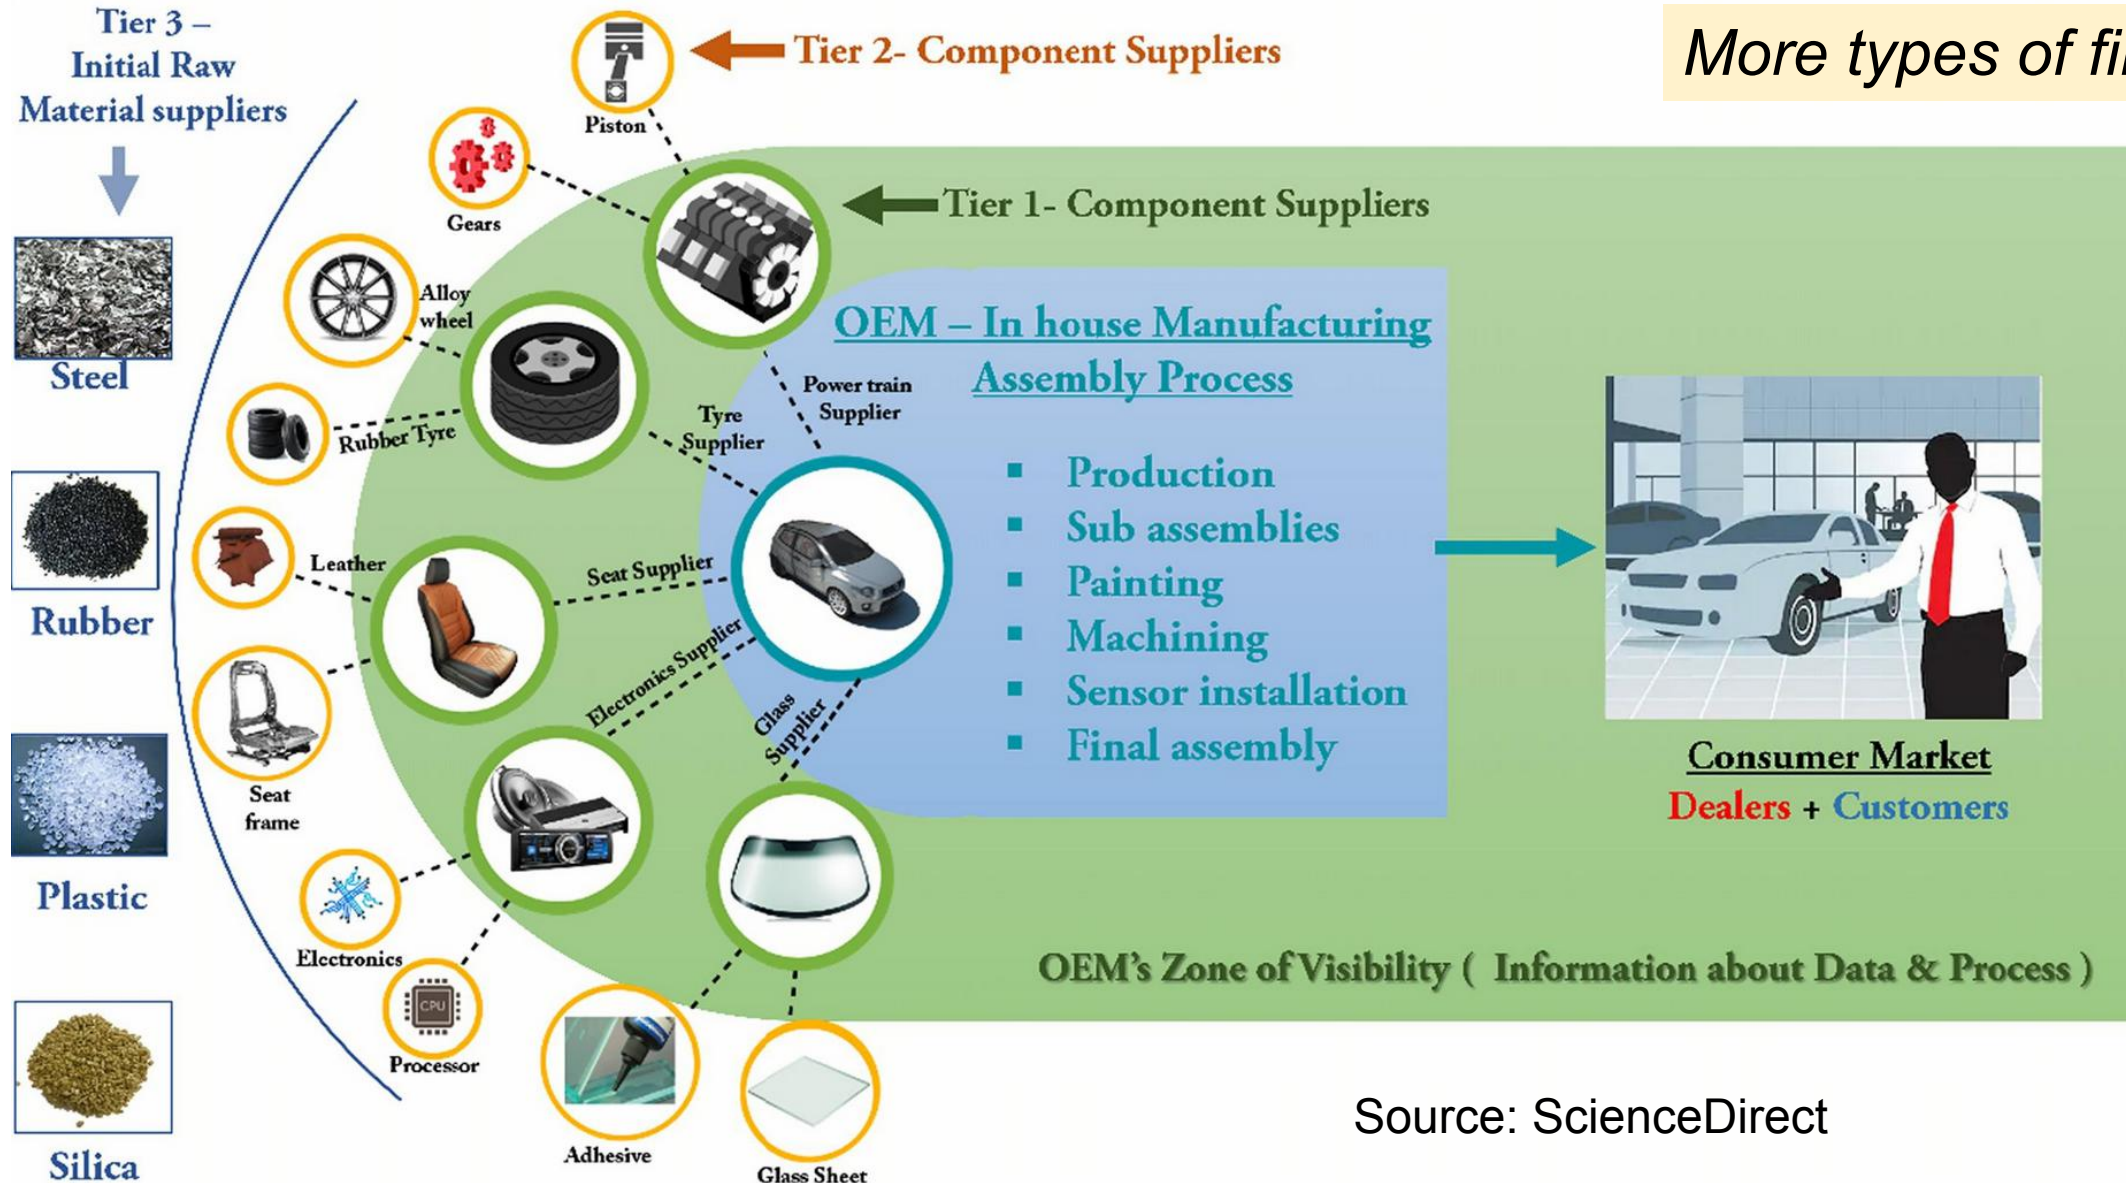 Tier 3 –
Initial Raw
Material suppliers
Steel
Rubber
Plastic
Silica
Tier 2- Component Suppliers
More types of
Piston
Gears
Alloy
wheel
Rubber Tyre
Leather
Seat
frame
Electronics
Processor
CPU
Adhesive
Glass Sheet
Tier 1- Component Suppliers
Power train
Supplier
Tyre
Supplier
Seat Supplier
Electronics Supplier
Glass
Supplier
OEM – In house Manufacturing
Assembly Process
▪ Production
▪ Sub assemblies
▪ Painting
▪ Machining
▪ Sensor installation
▪ Final assembly
Consumer Market
Dealers + Customers
OEM's Zone of Visibility ( Information about Data & Process )
Source: ScienceDirect